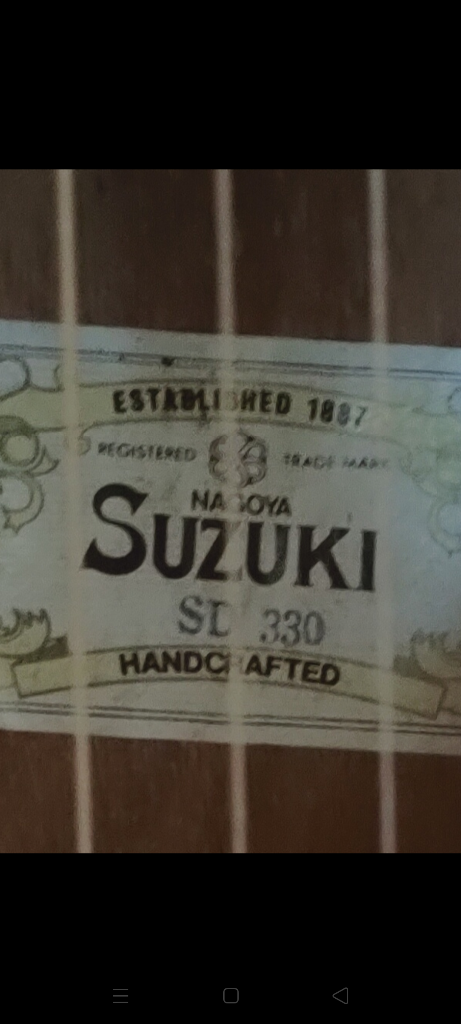 ESTABLISHED 1887
REGISTERED TRADE MARK
NAGOYA
SUZUKI
SD 330
HANDCRAFTED